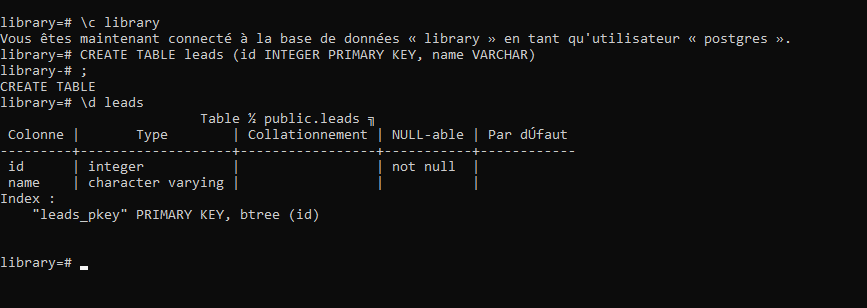 library=# \c library
Vous êtes maintenant connecté à la base de données « library » en tant qu'utilisateur « postgres ».
library=# CREATE TABLE leads (id INTEGER PRIMARY KEY, name VARCHAR)
library-# ;
CREATE TABLE
library=# \d leads
                         Table ½ public.leads ╗
 Colonne |       Type        | Collationnement | NULL-able | Par dÚfaut
---------+-------------------+-----------------+-----------+------------
 id      | integer           |                 | not null  |
 name    | character varying |                 |           |
Index :
    "leads_pkey" PRIMARY KEY, btree (id)
library=#